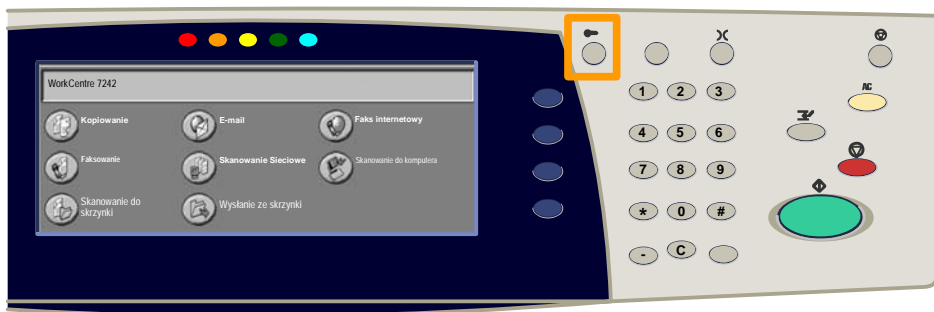 WorkCentre 7242
Kopiowanie
E-mail
Faks internetowy
Faksowanie
Skanowanie Sieciowe
Skanowanie do komputera
Skanowanie do
skrzynki
Wysłanie ze skrzynki
1 2 3
AC
4 5 6
7 8 9
* 0 #
- C